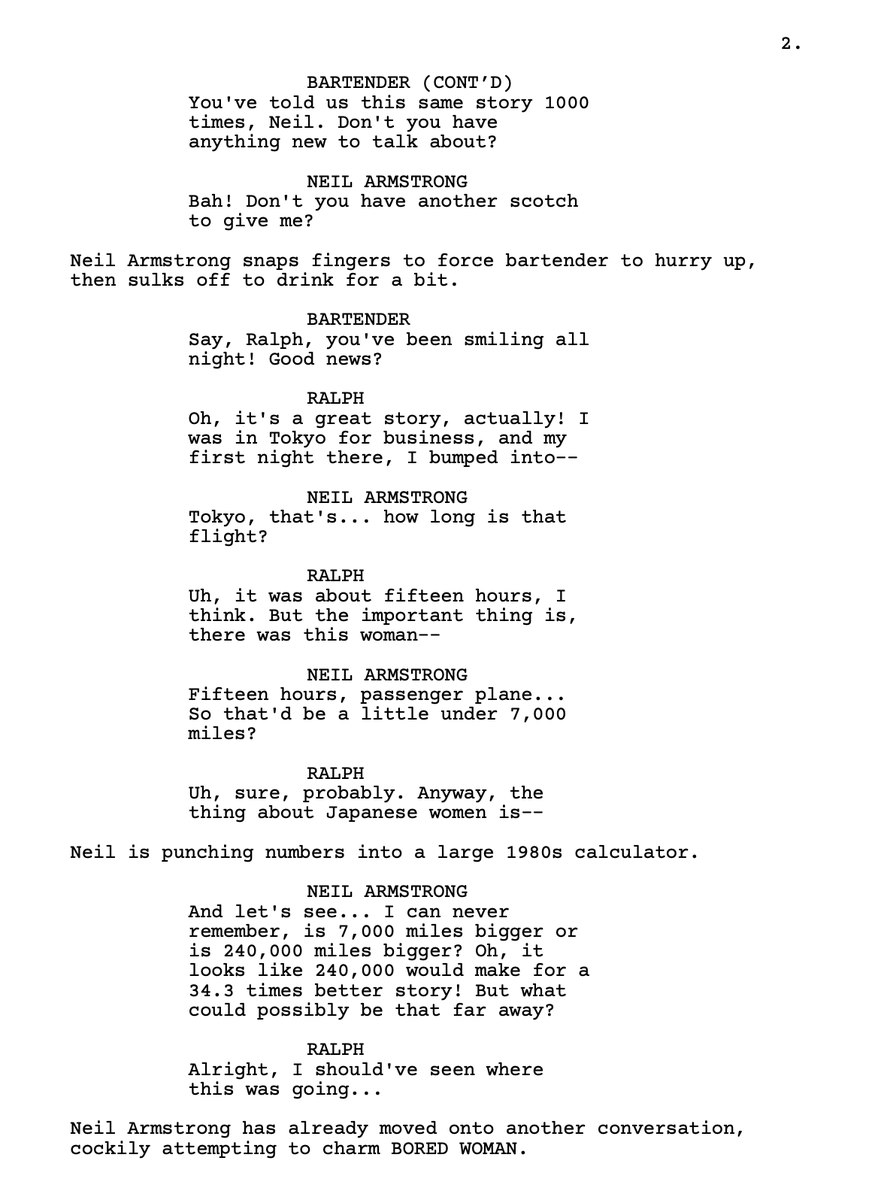 2.
BARTENDER (CONT’D)
You've told us this same story 1000
times, Neil. Don't you have
anything new to talk about?
NEIL ARMSTRONG
Bah! Don't you have another scotch
to give me?
Neil Armstrong snaps fingers to force bartender to hurry up,
then sulks off to drink for a bit.
BARTENDER
Say, Ralph, you've been smiling all
night! Good news?
RALPH
Oh, it's a great story, actually! I
was in Tokyo for business, and my
first night there, I bumped into--
NEIL ARMSTRONG
Tokyo, that's... how long is that
flight?
RALPH
Uh, it was about fifteen hours, I
think. But the important thing is,
there was this woman--
NEIL ARMSTRONG
Fifteen hours, passenger plane...
So that'd be a little under 7,000
miles?
RALPH
Uh, sure, probably. Anyway, the
thing about Japanese women is--
Neil is punching numbers into a large 1980s calculator.
NEIL ARMSTRONG
And let's see... I can never
remember, is 7,000 miles bigger or
is 240,000 miles bigger? Oh, it
looks like 240,000 would make for a
34.3 times better story! But what
could possibly be that far away?
RALPH
Alright, I should've seen where
this was going...
Neil Armstrong has already moved onto another conversation,
cockily attempting to charm BORED WOMAN.